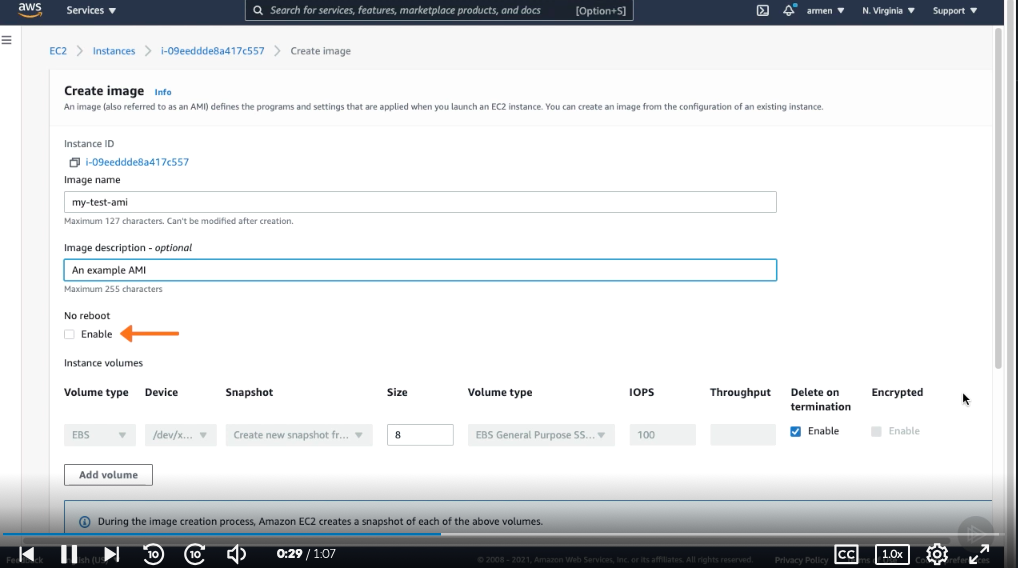 aws Services Search for services, features, marketplace products, and docs [Option+S] armen N. Virginia Support
EC2 Instances i-09eeddde8a417c557 Create image
Create image Info
An image (also referred to as an AMI) defines the programs and settings that are applied when you launch an EC2 instance. You can create an image from the configuration of an existing instance.
Instance ID
i-09eeddde8a417c557
Image name
my-test-ami
Maximum 127 characters. Can't be modified after creation.
Image description - optional
An example AMI
Maximum 255 characters
No reboot
Enable
Instance volumes
Volume type Device Snapshot Size Volume type IOPS Throughput Delete on termination Encrypted
EBS /dev/x... Create new snapshot fr... 8 EBS General Purpose SS... 100 Enable Enable
Add volume
During the image creation process, Amazon EC2 creates a snapshot of each of the above volumes.
10 10 0:29 / 1:07 CC 1.0x
© 2008 - 2021, Amazon Web Services, Inc. or its affiliates. All rights reserved. Privacy Policy